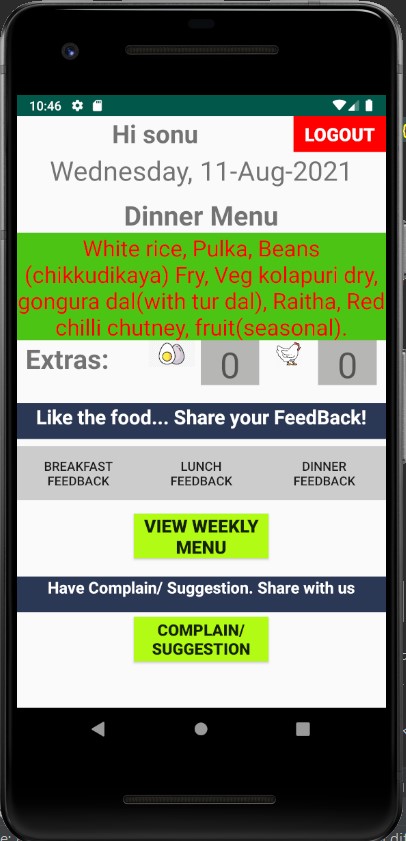 10:46
Hi sonu
LOGOUT
Wednesday, 11-Aug-2021
Dinner Menu
White rice, Pulka, Beans
(chikkudikaya) Fry, Veg kolapuri dry,
gongura dal(with tur dal), Raitha, Red
chilli chutney, fruit(seasonal).
Extras:
0
0
Like the food... Share your FeedBack!
BREAKFAST
FEEDBACK
LUNCH
FEEDBACK
DINNER
FEEDBACK
VIEW WEEKLY
MENU
Have Complain/ Suggestion. Share with us
COMPLAIN/
SUGGESTION